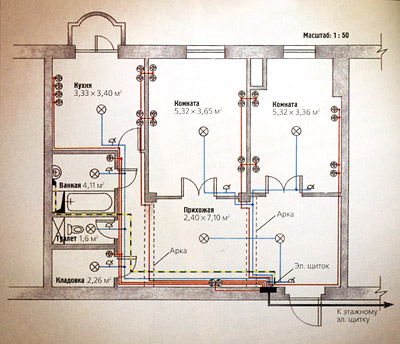 Масштаб: 1 : 50
Кухня
3,33 × 3,40 м²
Комната
5,32 × 3,65 м²
Комната
5,32 × 3,36 м²
Ванная 4,11 м²
Прихожая
2,40 × 7,10 м²
Арка
Туалет 1,6 м²
Арка
Эл. щиток
Кладовка 2,26 м²
К этажному
эл. щитку